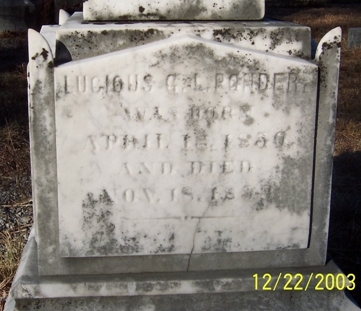 LUCIOUS C. L. PONDER
WAS BORN
APRIL
AND DIED
NOV. 18,
12/22/2003